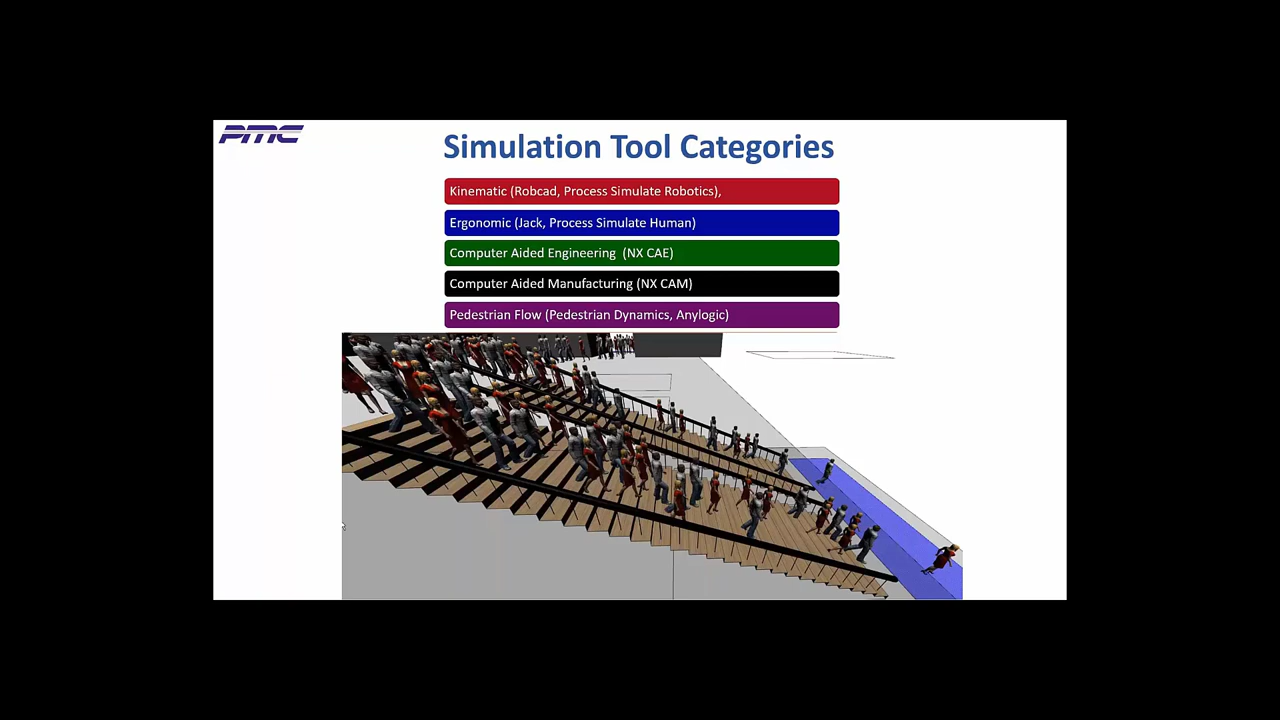 PMC
Simulation Tool Categories
Kinematic (Robcad, Process Simulate Robotics),
Ergonomic (Jack, Process Simulate Human)
Computer Aided Engineering  (NX CAE)
Computer Aided Manufacturing (NX CAM)
Pedestrian Flow (Pedestrian Dynamics, Anylogic)